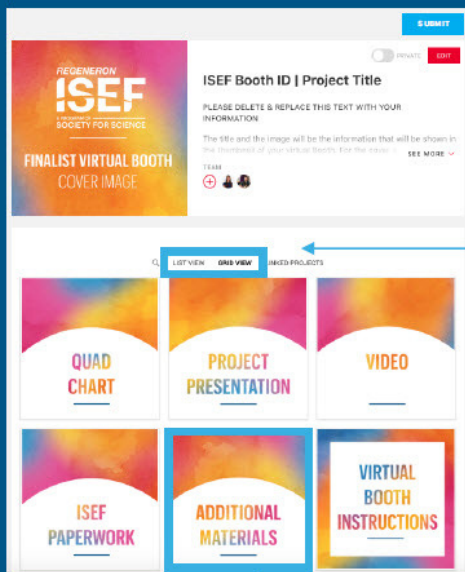 SUBMIT
PRIVATE
EDIT
REGENERON
ISEF
A PROGRAM OF
SOCIETY FOR SCIENCE
FINALIST VIRTUAL BOOTH
COVER IMAGE
ISEF Booth ID | Project Title
PLEASE DELETE & REPLACE THIS TEXT WITH YOUR
INFORMATION
The title and the image will be the information that will be shown in
the thumbnail of your virtual booth. For the cover
SEE MORE
TEAM
LIST VIEW GRID VIEW LINKED PROJECTS
QUAD
CHART
PROJECT
PRESENTATION
VIDEO
ISEF
PAPERWORK
ADDITIONAL
MATERIALS
VIRTUAL
BOOTH
INSTRUCTIONS